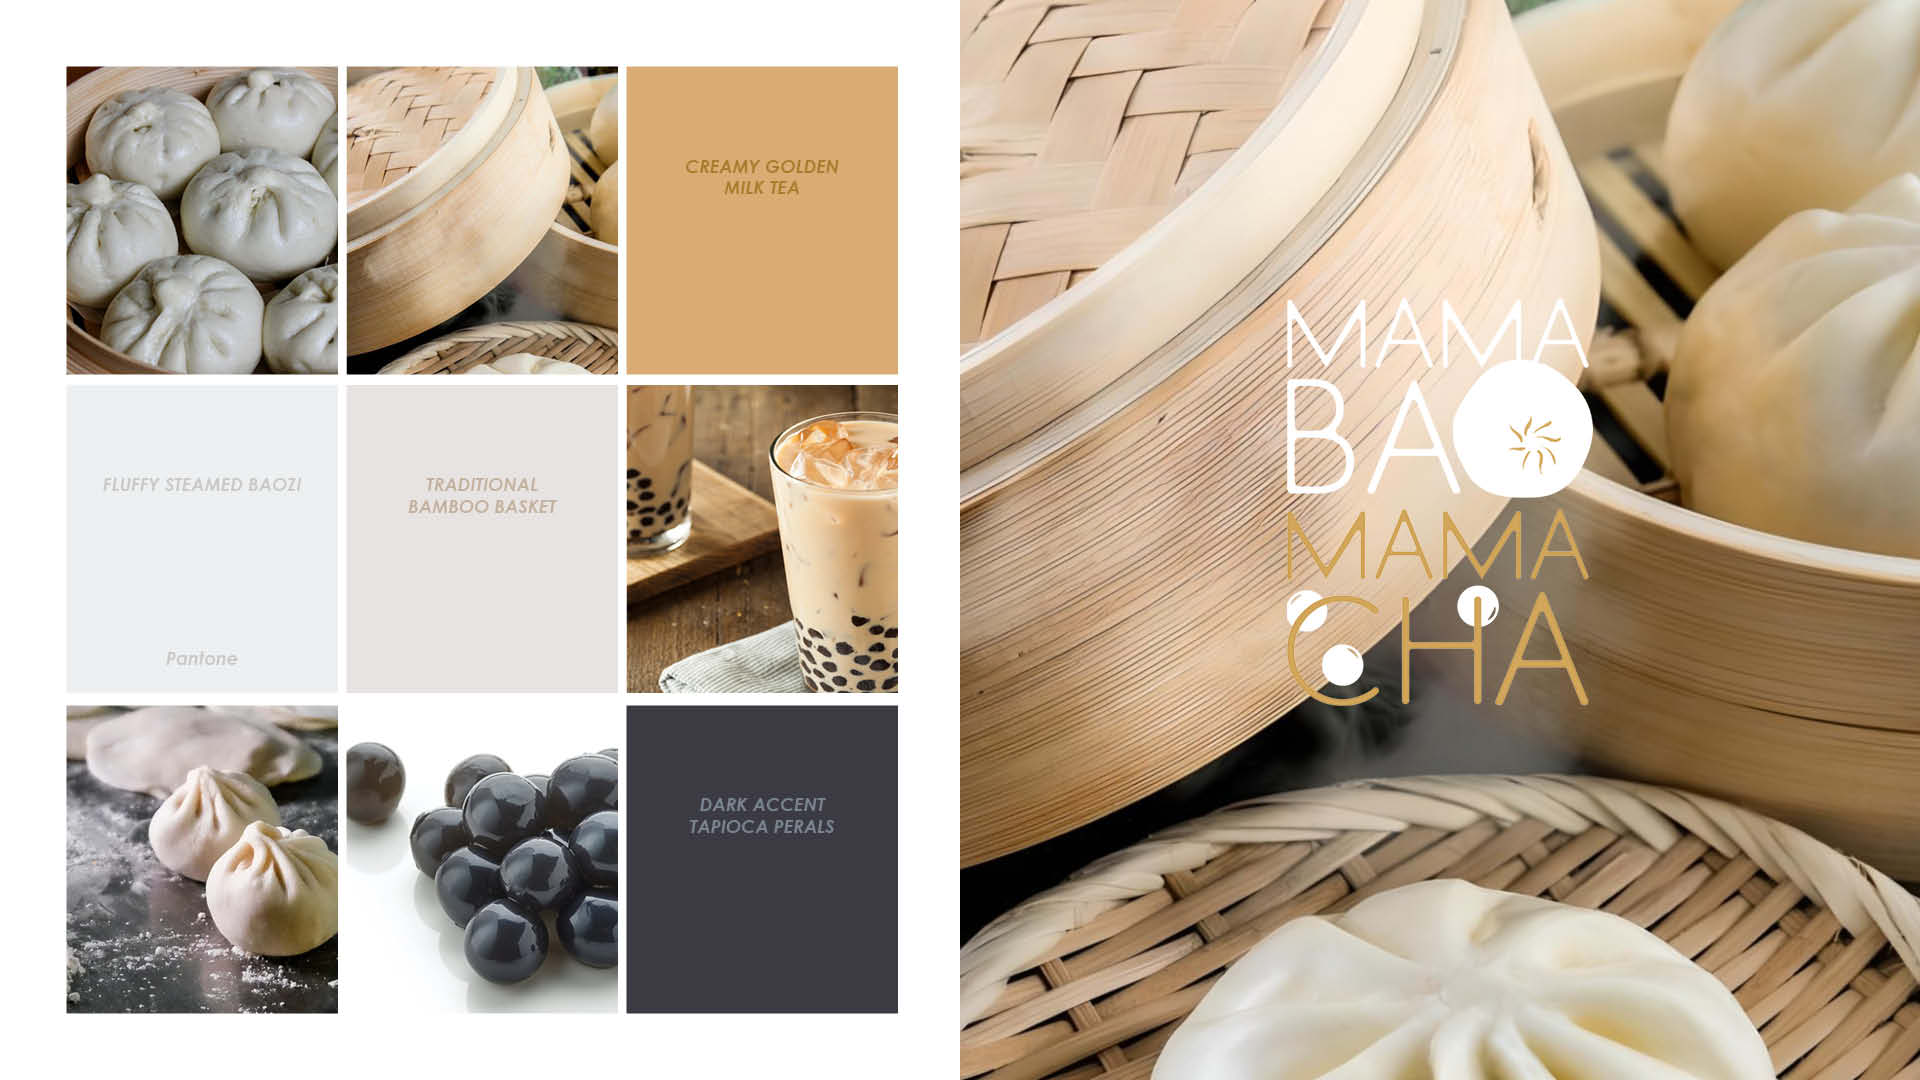 CREAMY GOLDEN
MILK TEA
FLUFFY STEAMED BAOZI
Pantone
TRADITIONAL
BAMBOO BASKET
DARK ACCENT
TAPIOCA PERALS
MAMA
BAO
MAMA
CHA